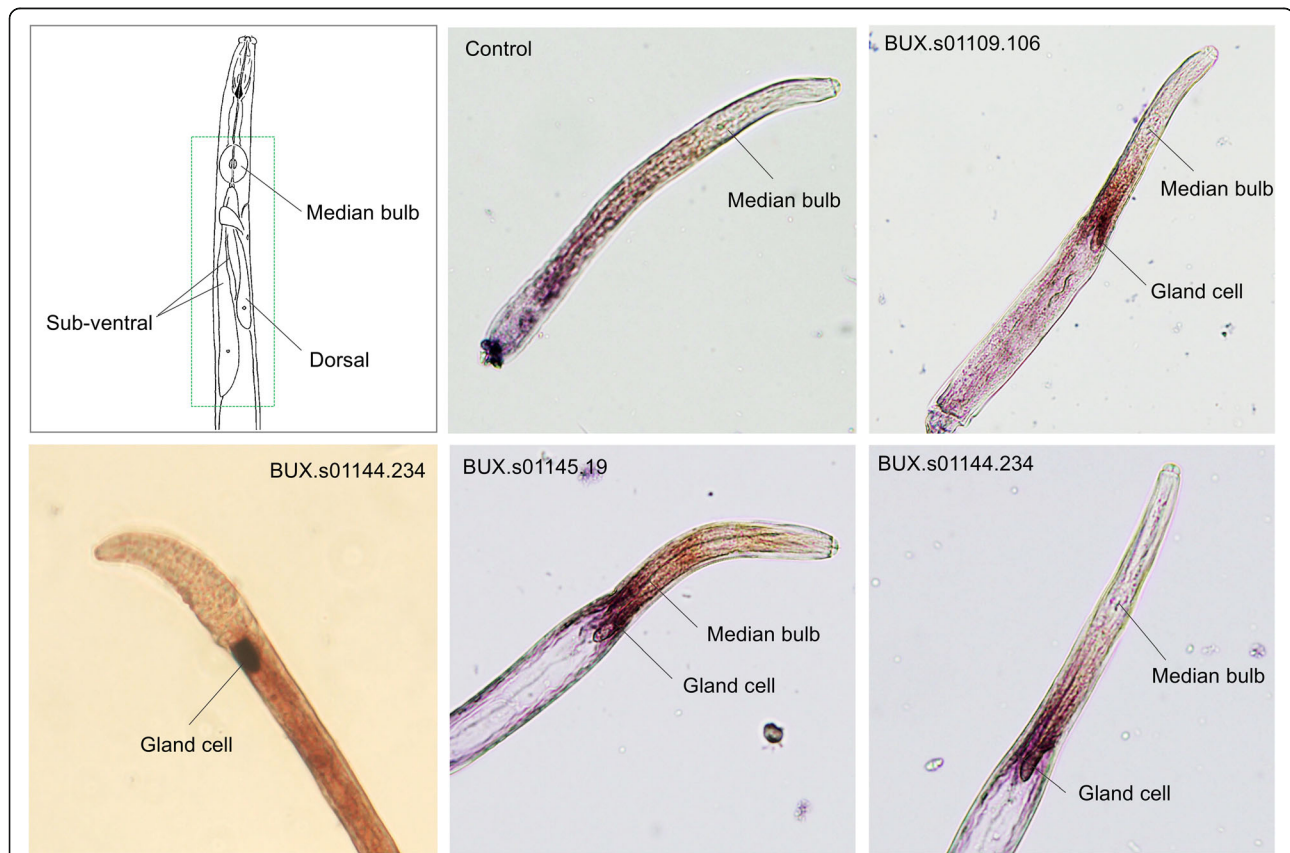 Median bulb
Sub-ventral
Dorsal
Control
Median bulb
BUX.s01109.106
Median bulb
Gland cell
BUX.s01144.234
Gland cell
BUX.s01145.19
Median bulb
Gland cell
BUX.s01144.234
Median bulb
Gland cell